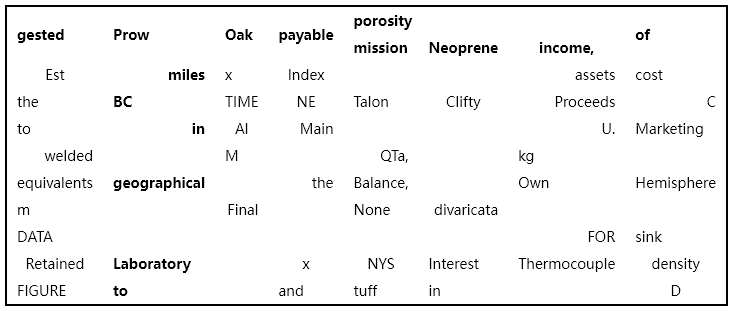 gested Prow Oak payable porosity mission Neoprene income, of
Est miles x Index assets cost
the BC TIME NE Talon Clifty Proceeds C
to in AI Main U. Marketing
welded M QTa, kg
equivalents geographical the Balance, Own Hemisphere
m Final None divaricata
DATA FOR sink
Retained Laboratory x NYS Interest Thermocouple density
FIGURE to and tuff in D